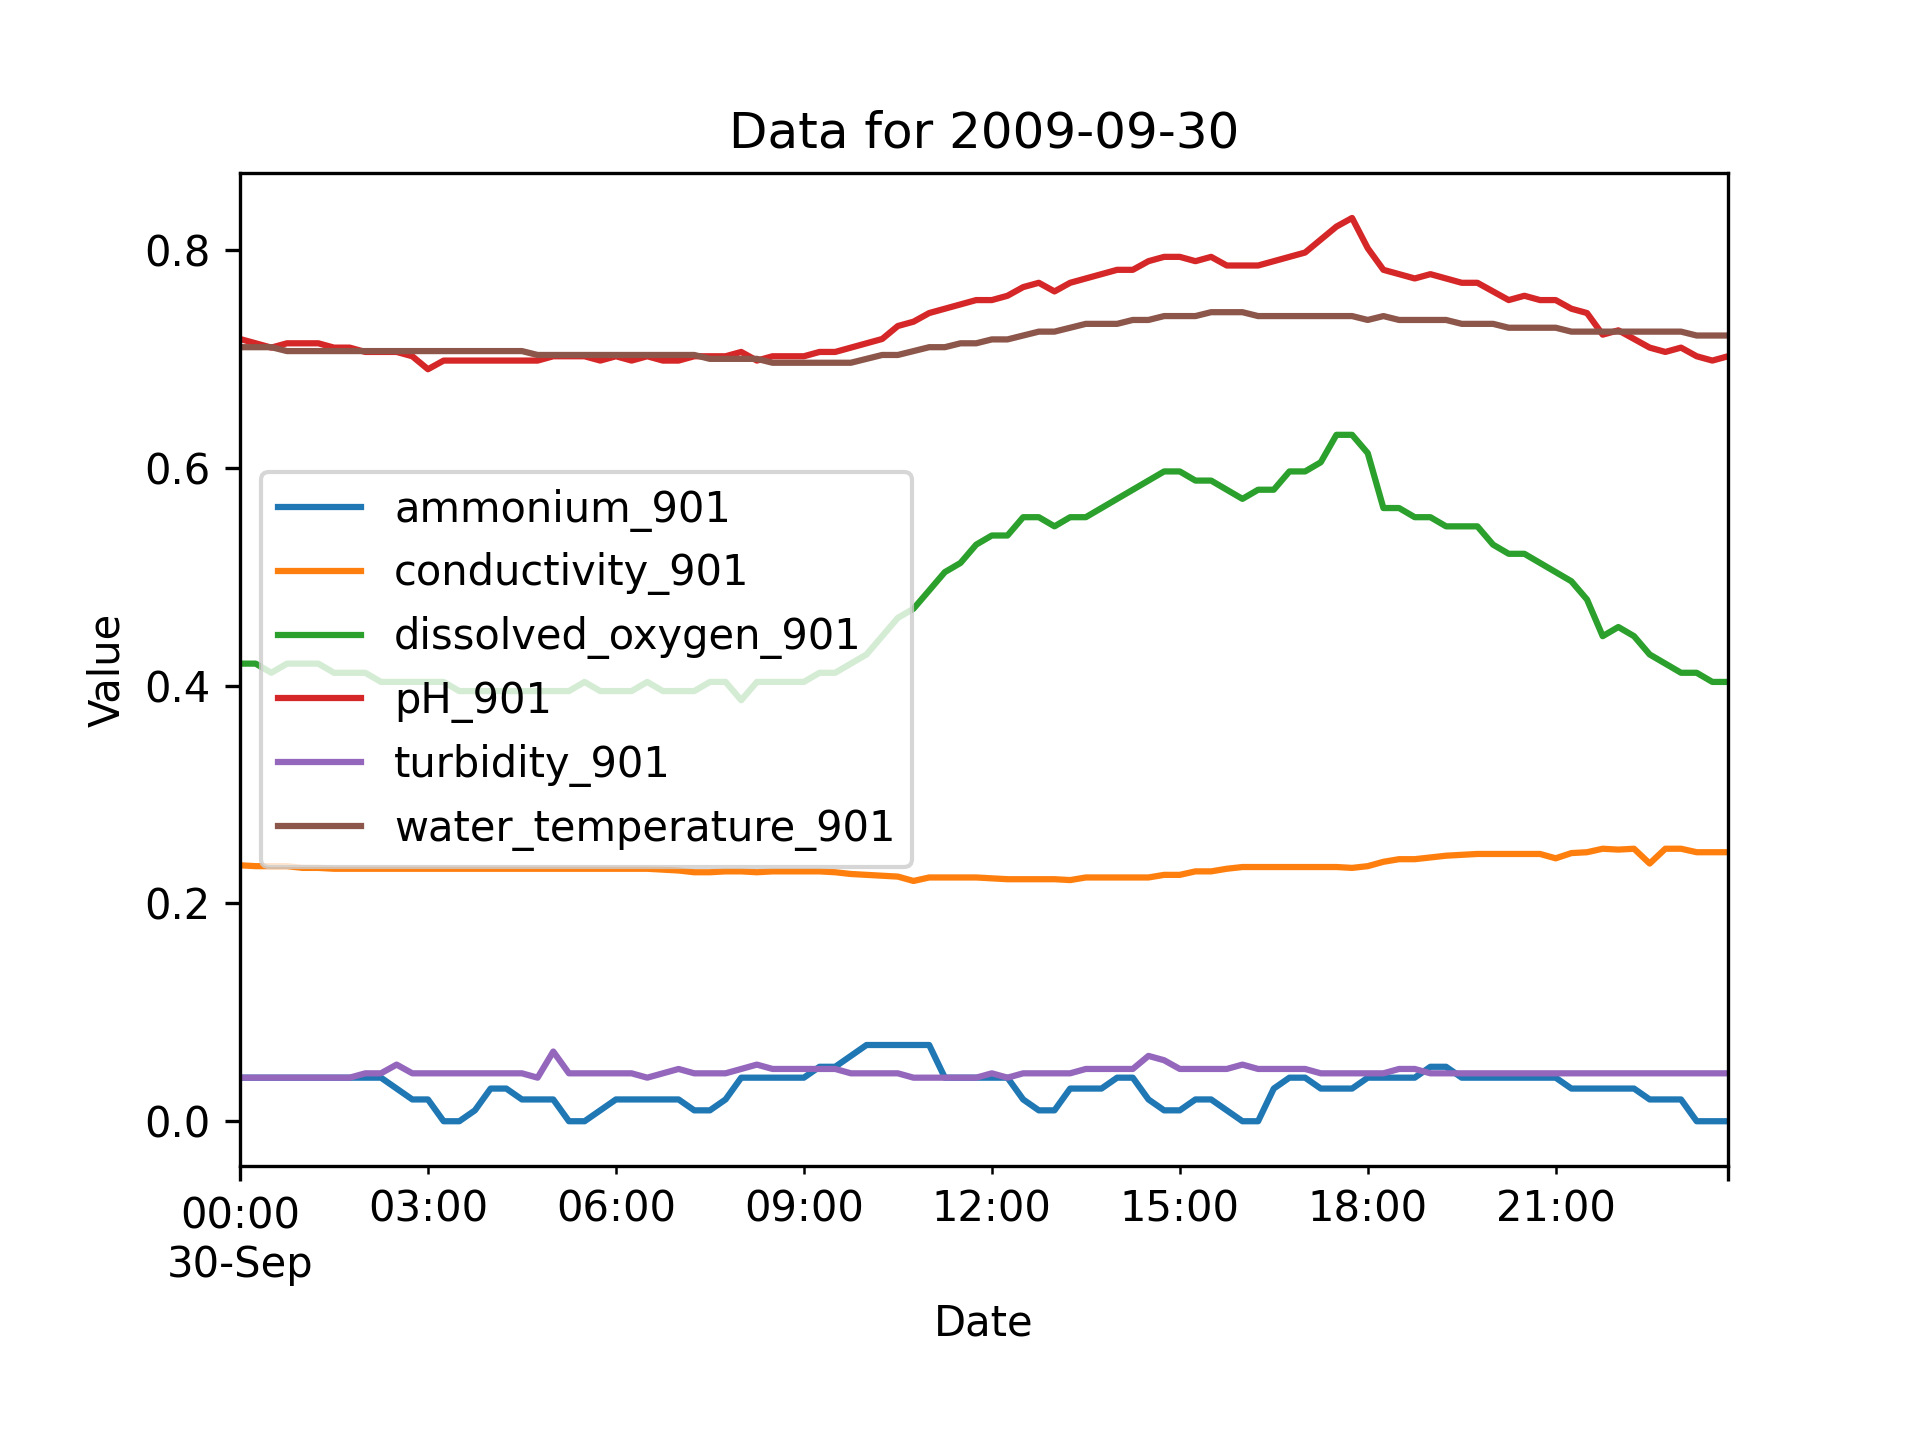 Data for 2009-09-30
Value
0.8
0.6
0.4
0.2
0.0
ammonium_901
conductivity_901
dissolved_oxygen_901
pH_901
turbidity_901
water_temperature_901
00:00 03:00 06:00 09:00 12:00 15:00 18:00 21:00
30-Sep
Date